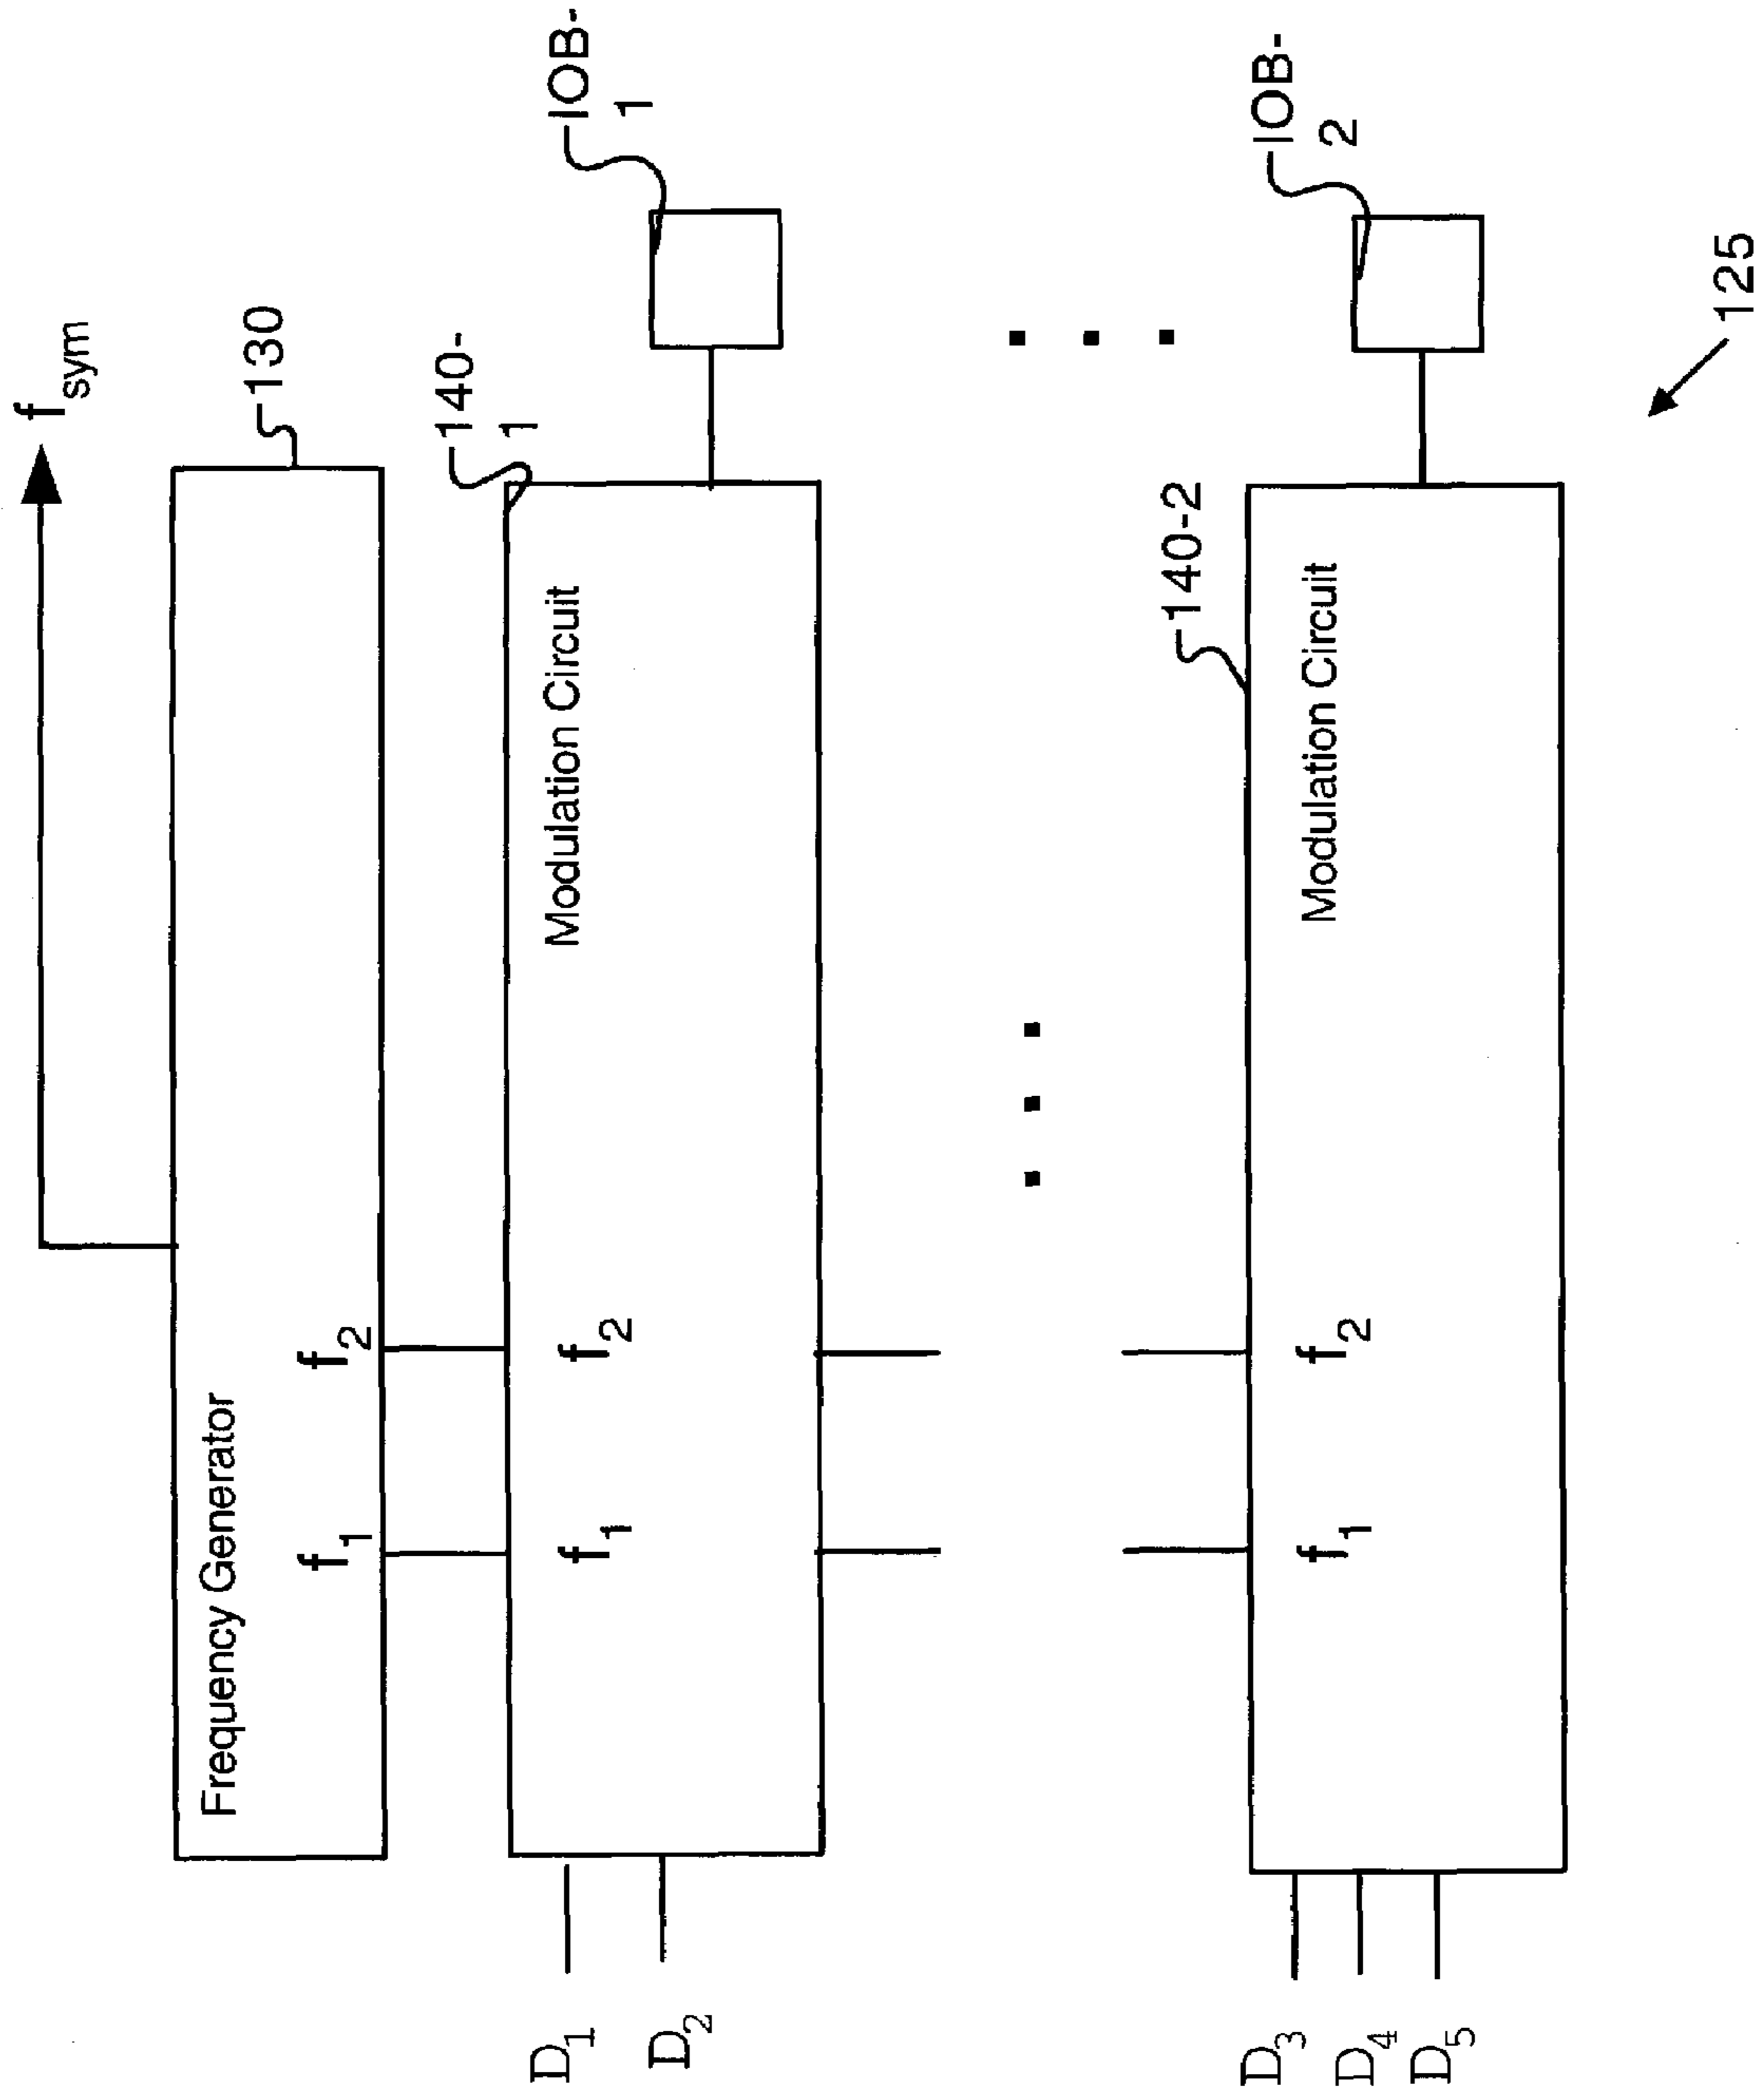 f sym
130
Frequency Generator
f1 f2
140-
1
IOB-
1
D1
D2
f1 f2
Modulation Circuit
140-2
IOB-
2
D3
D4
D5
f1 f2
Modulation Circuit
125